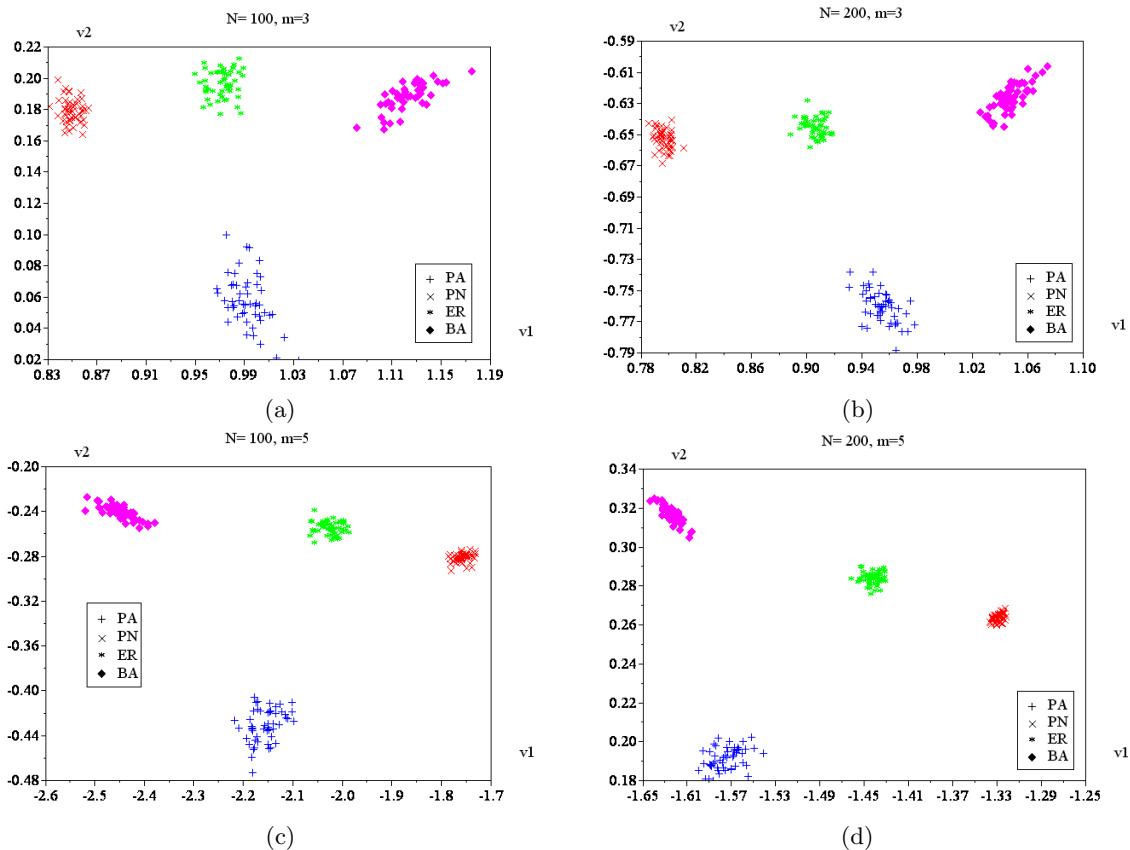 N= 100, m=3
v2
0.22
0.20
0.18
0.16
0.14
0.12
0.10
0.08
0.06
0.04
0.02
0.83 0.87 0.91 0.95 0.99 1.03 1.07 1.11 1.15 1.19
PA
PN
ER
BA
v1
(a)
N= 200, m=3
v2
-0.59
-0.61
-0.63
-0.65
-0.67
-0.69
-0.71
-0.73
-0.75
-0.77
-0.79
0.78 0.82 0.86 0.90 0.94 0.98 1.02 1.06 1.10
PA
PN
ER
BA
v1
(b)
N= 100, m=5
v2
-0.20
-0.24
-0.28
-0.32
-0.36
-0.40
-0.44
-0.48
-2.6 -2.5 -2.4 -2.3 -2.2 -2.1 -2.0 -1.9 -1.8 -1.7
PA
PN
ER
BA
v1
(c)
N= 200, m=5
v2
0.34
0.32
0.30
0.28
0.26
0.24
0.22
0.20
0.18
-1.65 -1.61 -1.57 -1.53 -1.49 -1.45 -1.41 -1.37 -1.33 -1.29 -1.25
PA
PN
ER
BA
v1
(d)